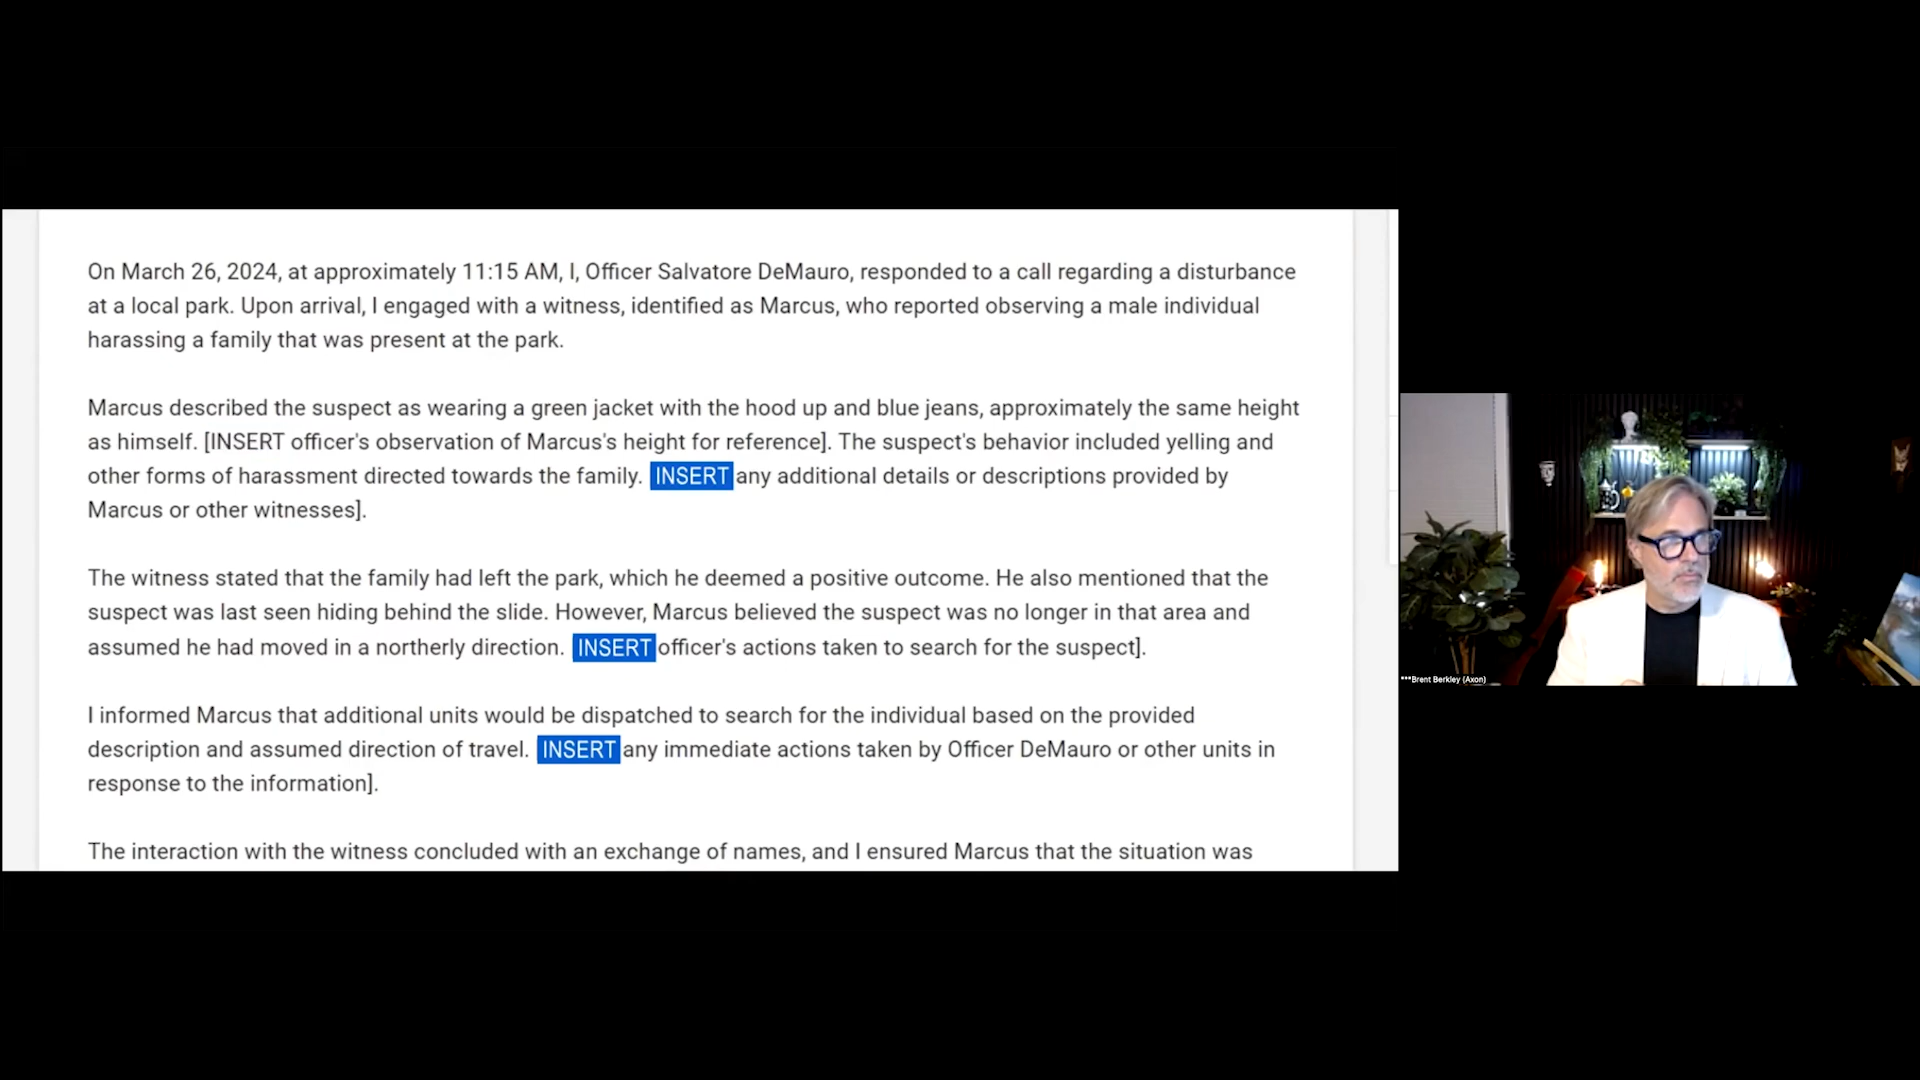 On March 26, 2024, at approximately 11:15 AM, I, Officer Salvatore DeMauro, responded to a call regarding a disturbance
at a local park. Upon arrival, I engaged with a witness, identified as Marcus, who reported observing a male individual
harassing a family that was present at the park.
Marcus described the suspect as wearing a green jacket with the hood up and blue jeans, approximately the same height
as himself. [INSERT officer's observation of Marcus's height for reference]. The suspect's behavior included yelling and
other forms of harassment directed towards the family. INSERT any additional details or descriptions provided by
Marcus or other witnesses].
The witness stated that the family had left the park, which he deemed a positive outcome. He also mentioned that the
suspect was last seen hiding behind the slide. However, Marcus believed the suspect was no longer in that area and
assumed he had moved in a northerly direction. INSERT officer's actions taken to search for the suspect].
I informed Marcus that additional units would be dispatched to search for the individual based on the provided
description and assumed direction of travel. INSERT any immediate actions taken by Officer DeMauro or other units in
response to the information].
The interaction with the witness concluded with an exchange of names, and I ensured Marcus that the situation was
***Brent Berkley (Axon)